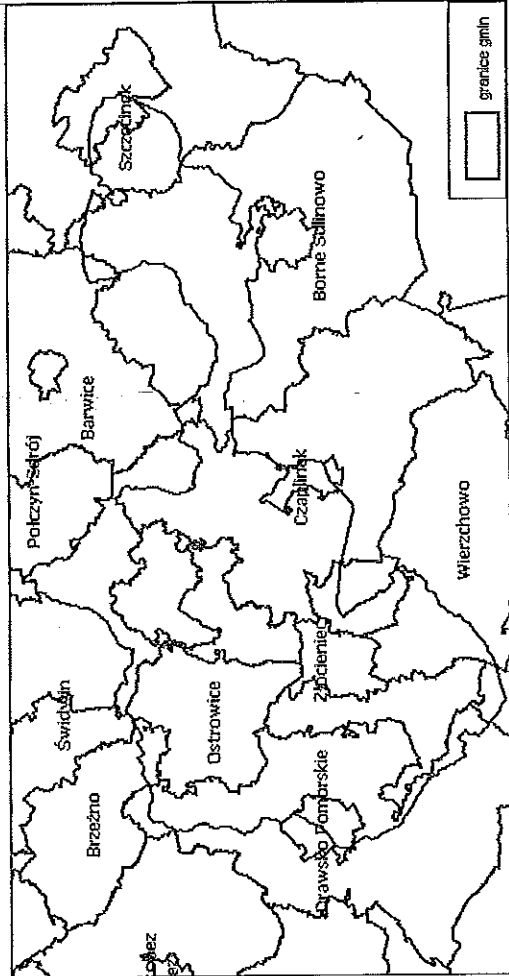 Szczecinek
Połczyn-Zdrój
Barwice
Świdwin
Brzeżno
Borne Sulinowo
Czaplinek
Ostrowice
Złocieniec
Drawsko Pomorskie
Wierzchowo
granice gmin